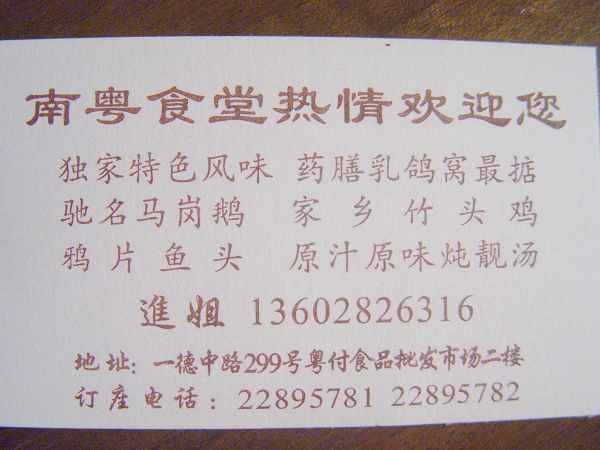 南粤食堂热情欢迎您
独家特色风味 药膳乳鸽窝最掂
驰名马岗鹅 家乡竹头鸡
鸦片鱼头 原汁原味炖靓汤
進姐 13602826316
地址：一德中路299号粤付食品批发市场二楼
订座电话：22895781 22895782